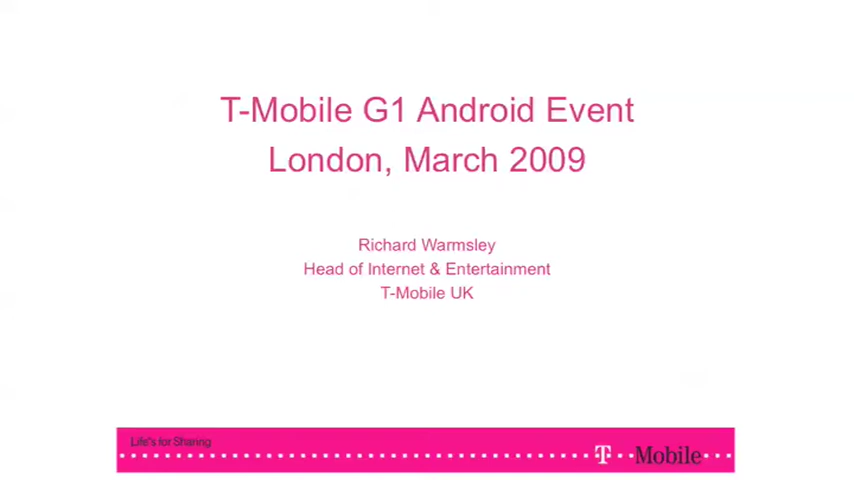 T-Mobile G1 Android Event
London, March 2009
Richard Warmsley
Head of Internet & Entertainment
T-Mobile UK
Life's for Sharing
T Mobile